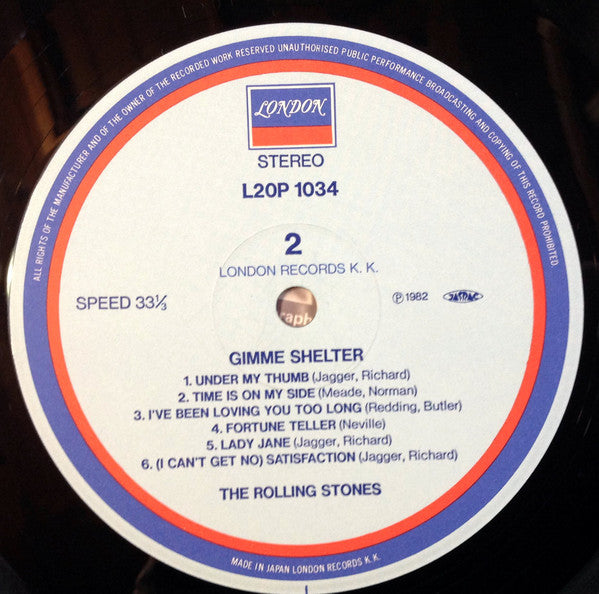 ALL RIGHTS OF THE MANUFACTURER AND OF THE OWNER OF THE RECORDED WORK RESERVED UNAUTHORISED PUBLIC PERFORMANCE BROADCASTING AND COPYING OF THIS RECORD PROHIBITED.
LONDON
STEREO
L20P 1034
2
LONDON RECORDS K. K.
SPEED 33⅓
℗ 1982 JASRAC
raph
GIMME SHELTER
1. UNDER MY THUMB (Jagger, Richard)
2. TIME IS ON MY SIDE (Meade, Norman)
3. I'VE BEEN LOVING YOU TOO LONG (Redding, Butler)
4. FORTUNE TELLER (Neville)
5. LADY JANE (Jagger, Richard)
6. (I CAN'T GET NO) SATISFACTION (Jagger, Richard)
THE ROLLING STONES
MADE IN JAPAN LONDON RECORDS K. K.